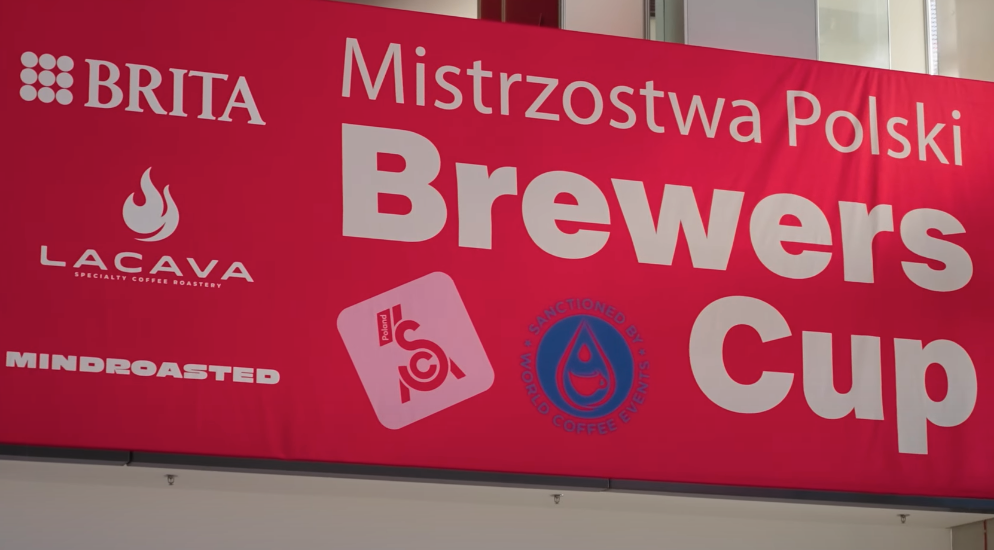 BRITA
LACAVA
SPECIALTY COFFEE ROASTERY
MINDROASTED
Mistrzostwa Polski
Brewers
Cup
Poland
SCA
SANCTIONED BY
WORLD COFFEE EVENTS